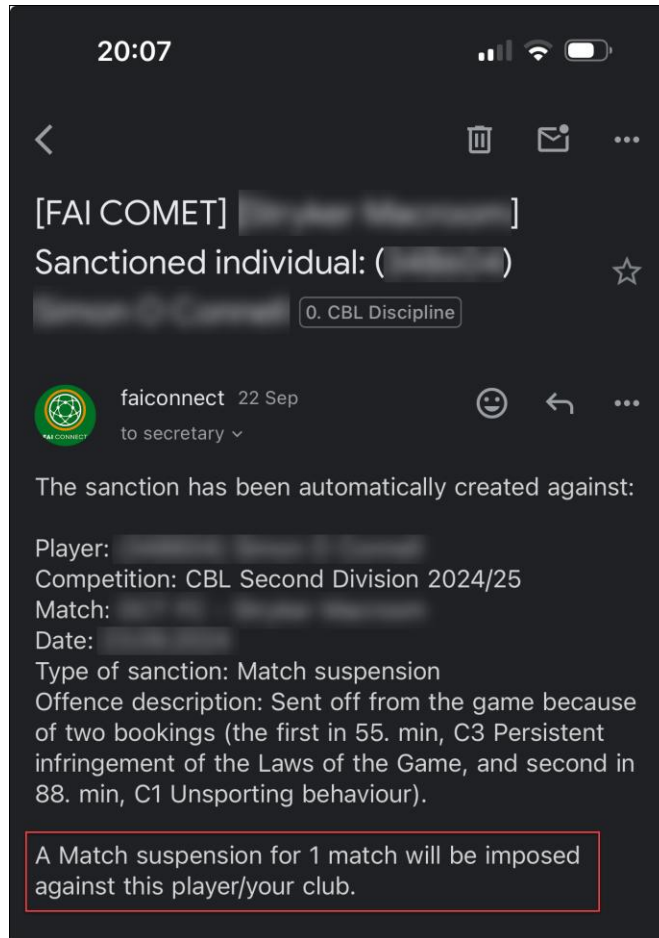 20:07
[FAI COMET] ]
Sanctioned individual: ( )
0. CBL Discipline
faiconnect 22 Sep
to secretary
FAI CONNECT
The sanction has been automatically created against:
Player:
Competition: CBL Second Division 2024/25
Match:
Date:
Type of sanction: Match suspension
Offence description: Sent off from the game because
of two bookings (the first in 55. min, C3 Persistent
infringement of the Laws of the Game, and second in
88. min, C1 Unsporting behaviour).
A Match suspension for 1 match will be imposed
against this player/your club.